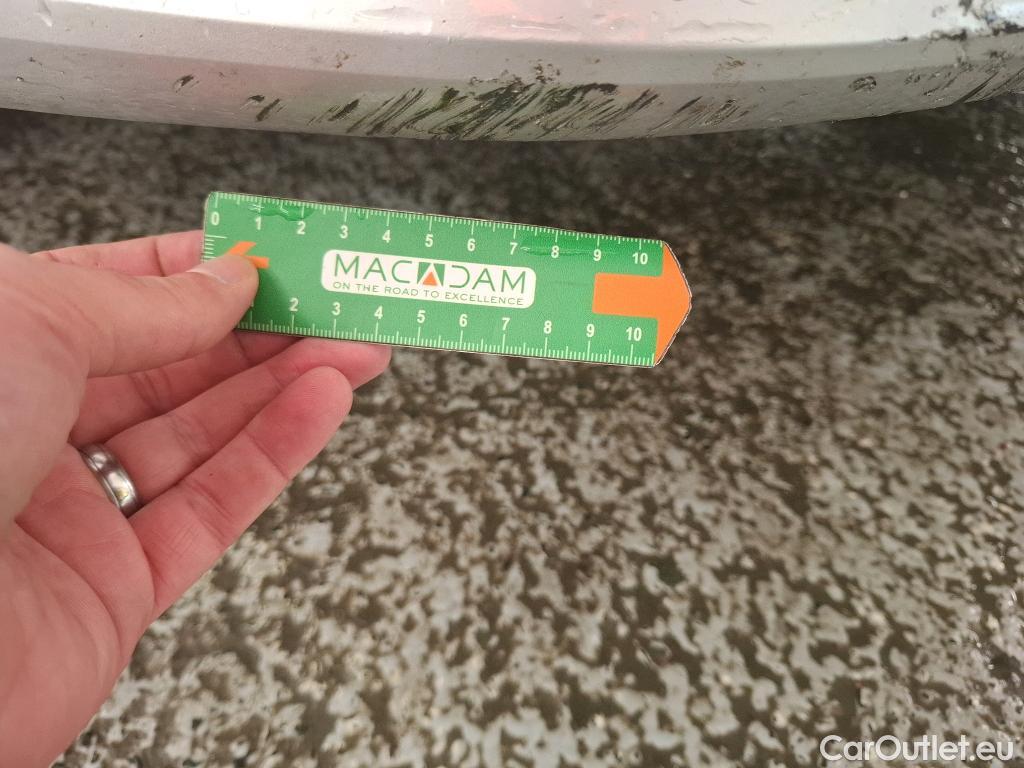 0 1 2 3 4 5 6 7 8 9 10
MACADAM
ON THE ROAD TO EXCELLENCE
2 3 4 5 6 7 8 9 10
CarOutlet.eu